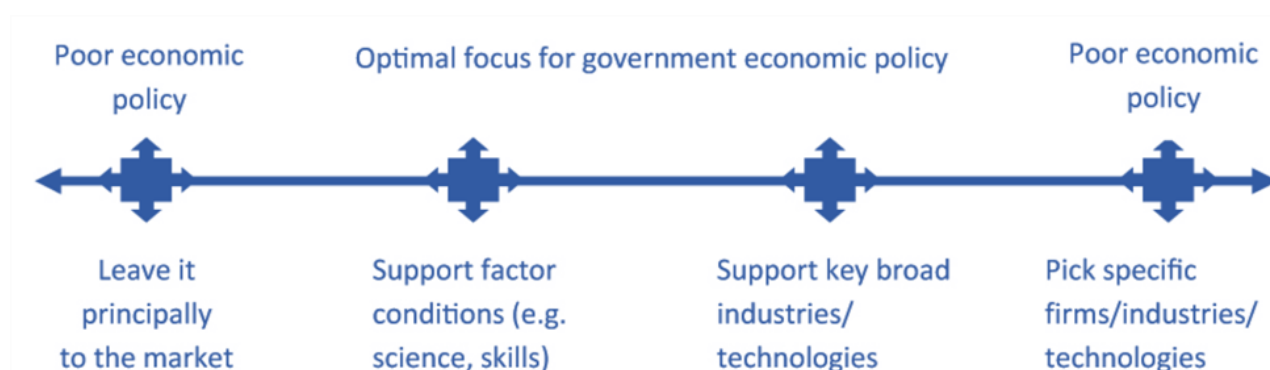 Poor economic
policy
Optimal focus for government economic policy
Poor economic
policy
Leave it
principally
to the market
Support factor
conditions (e.g.
science, skills)
Support key broad
industries/
technologies
Pick specific
firms/industries/
technologies